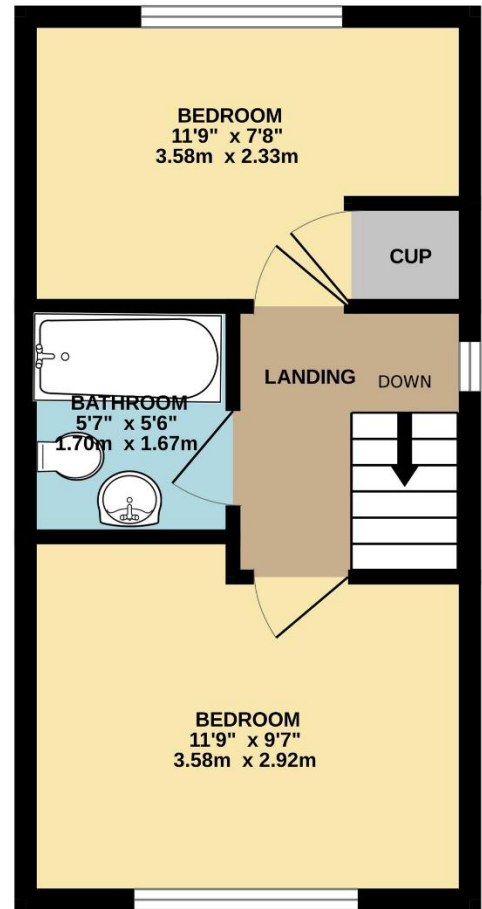 BEDROOM
11'9" x 7'8"
3.58m x 2.33m
CUP
LANDING
DOWN
BATHROOM
5'7" x 5'6"
1.70m x 1.67m
BEDROOM
11'9" x 9'7"
3.58m x 2.92m